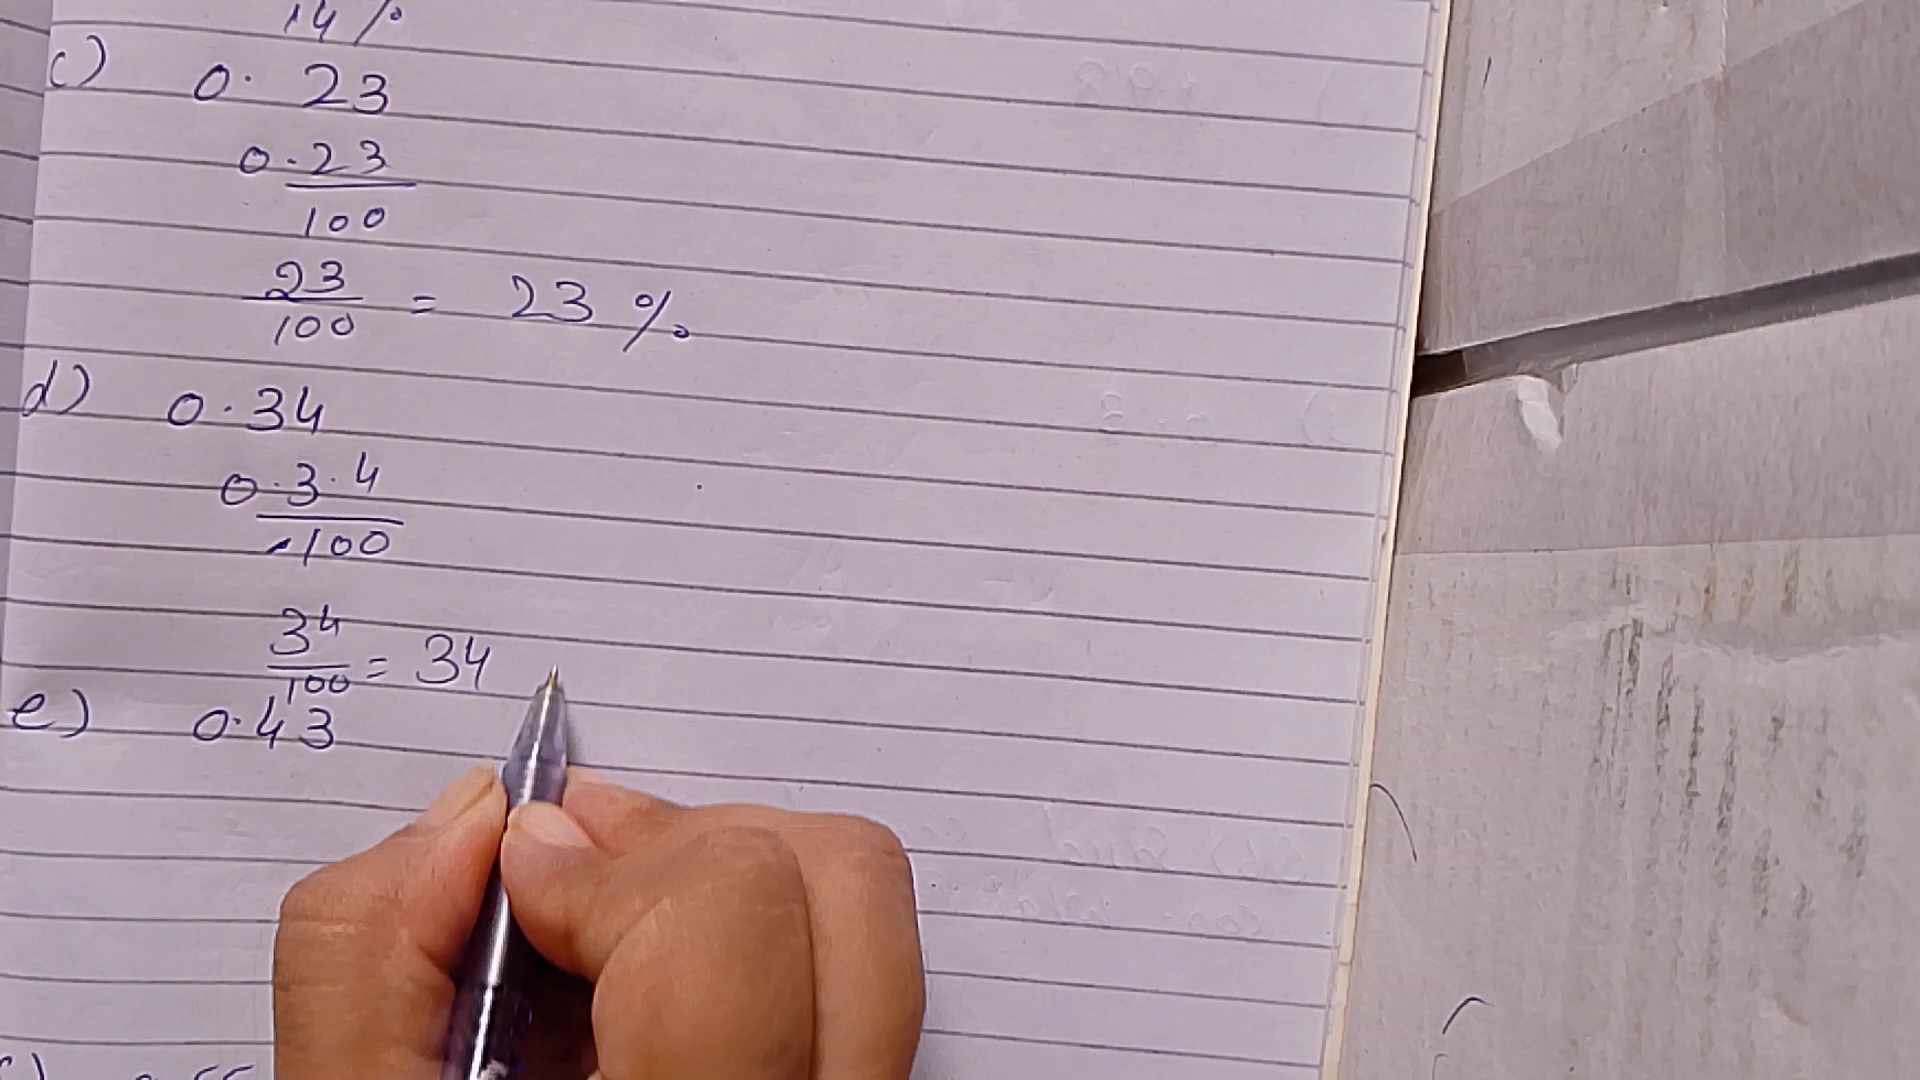 14%
c) 0.23
0.23
100
23
100 = 23%
d) 0.34
0.3.4
100
34
100 = 34
e) 0.43